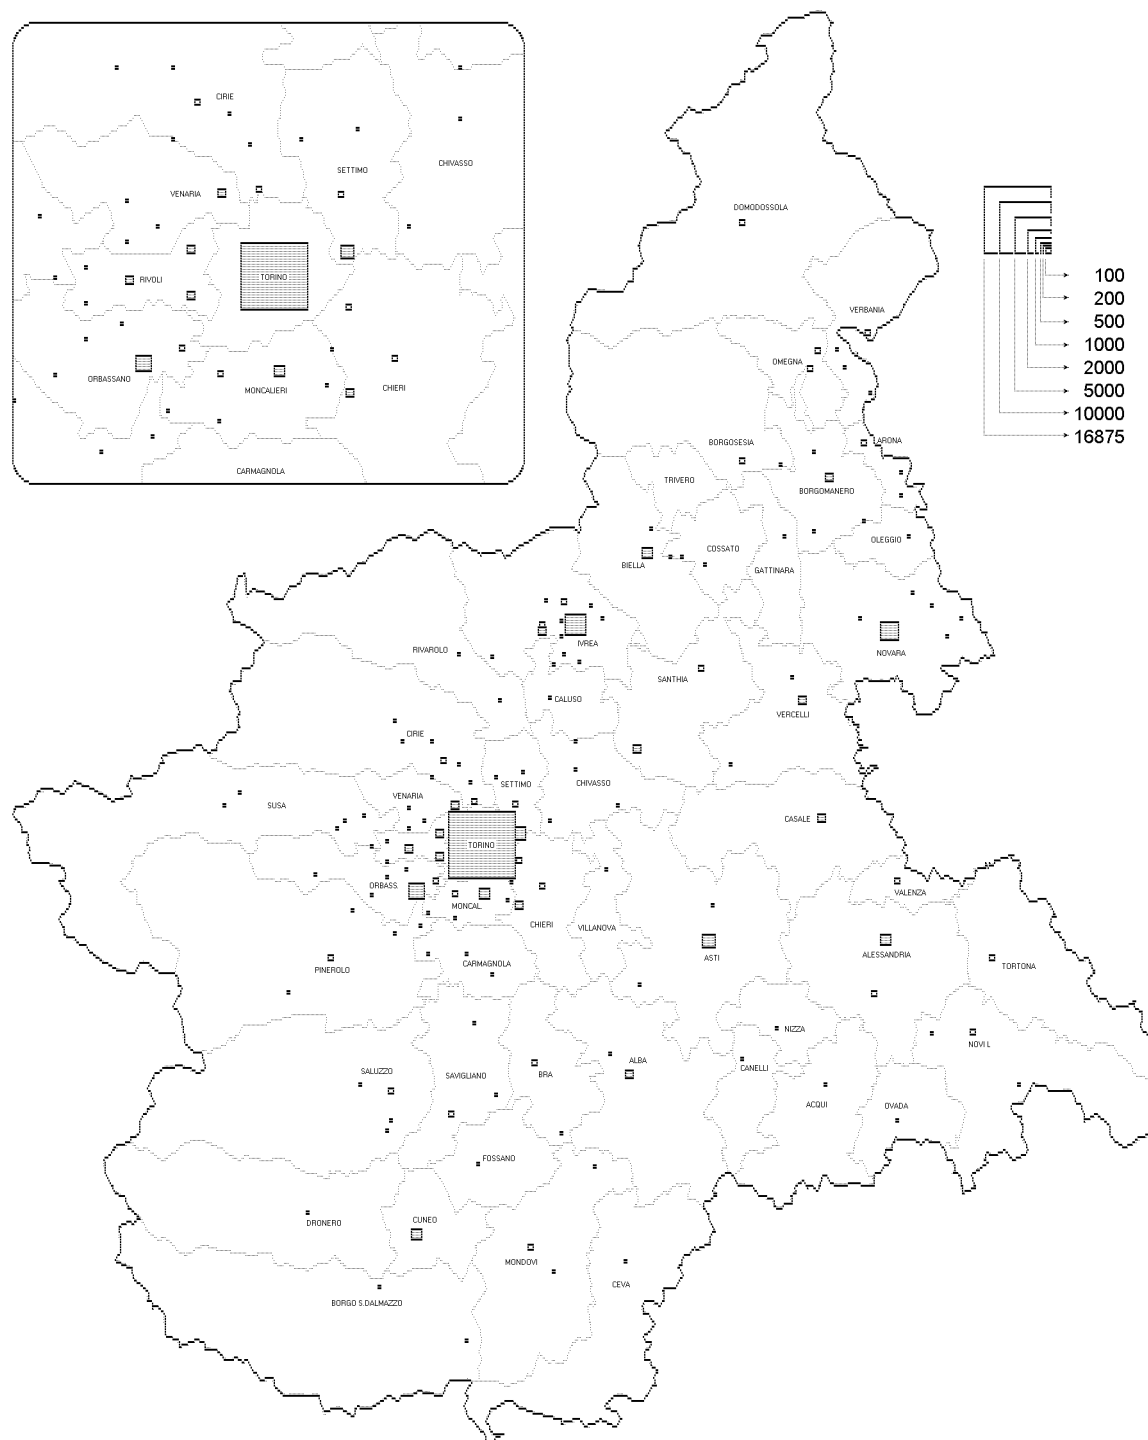 CIRIE
SETTIMO
CHIVASSO
VENARIA
TORINO
RIVOLI
ORBASSANO
MONCALIERI
CHIERI
CARMAGNOLA
DOMODOSSOLA
VERBANIA
OMEGNA
BORGOSESIA
ARONA
TRIVERO
BORGOMANERO
OLEGGIO
COSSATO
BIELLA
GATTINARA
IVREA
RIVAROLO
NOVARA
SANTHIA
CALUSO
VERCELLI
CIRIE
SETTIMO
CHIVASSO
VENARIA
SUSA
CASALE
TORINO
ORBASS.
MONCAL.
VALENZA
CHIERI
VILLANOVA
ASTI
ALESSANDRIA
CARMAGNOLA
PINEROLO
TORTONA
NIZZA
NOVI L
ALBA
CANELLI
SALUZZO
SAVIGLIANO
BRA
ACQUI
OVADA
FOSSANO
DRONERO
CUNEO
MONDOVI
CEVA
BORGO S.DALMAZZO
100
200
500
1000
2000
5000
10000
16875